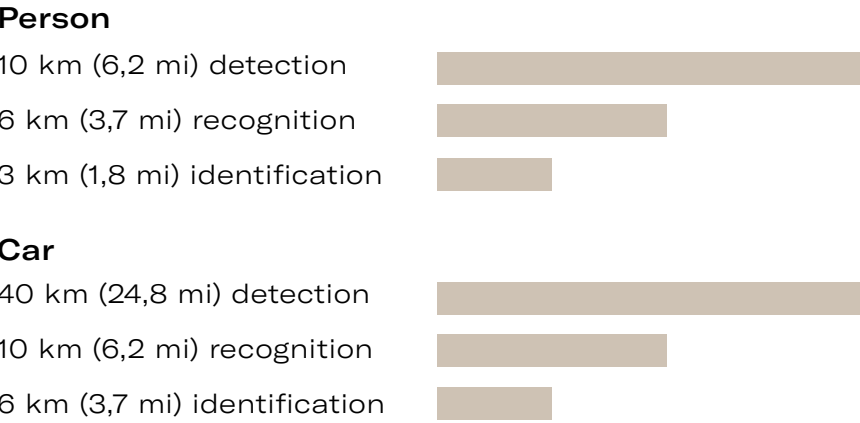 Person
10 km (6,2 mi) detection
6 km (3,7 mi) recognition
3 km (1,8 mi) identification
Car
40 km (24,8 mi) detection
10 km (6,2 mi) recognition
6 km (3,7 mi) identification